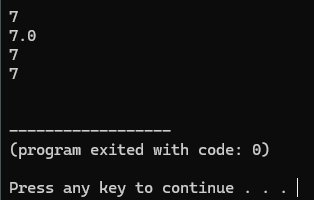 7
7.0
7
7
------------------
(program exited with code: 0)
Press any key to continue . . .